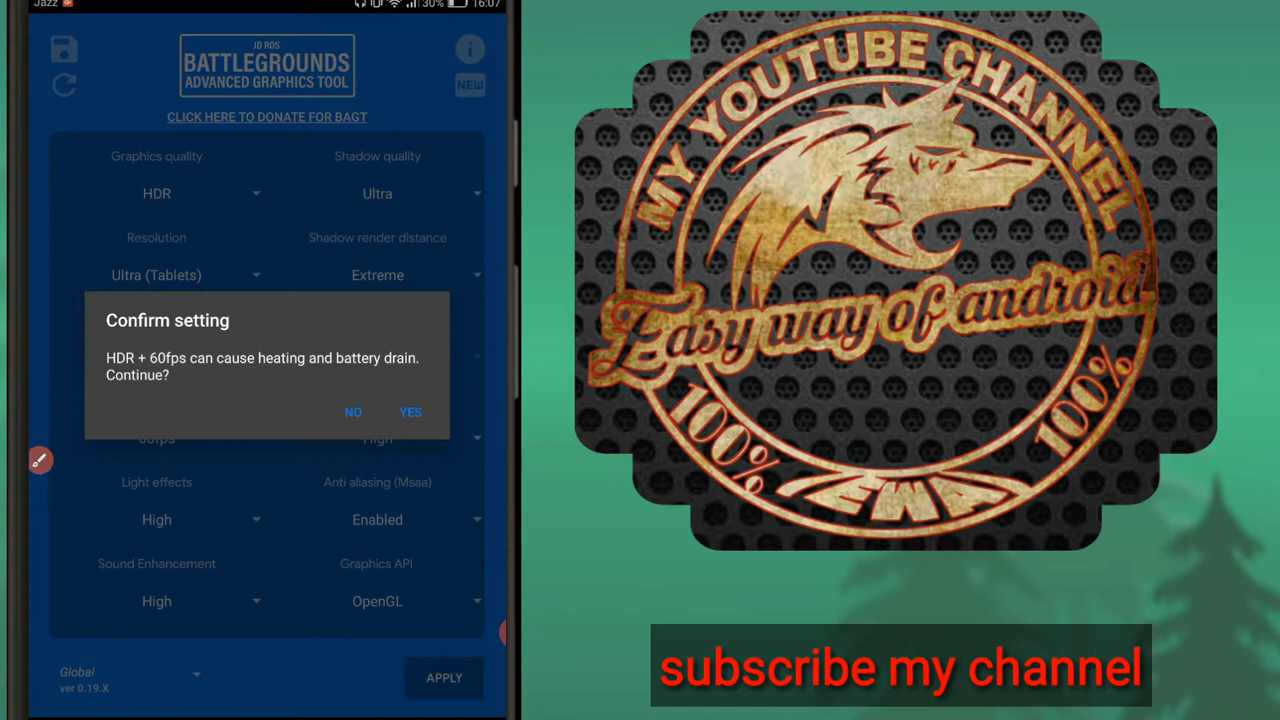 Jazz
30%
16:07
JD ROS
BATTLEGROUNDS
ADVANCED GRAPHICS TOOL
NEW
CLICK HERE TO DONATE FOR BAGT
Graphics quality
Shadow quality
HDR
Ultra
Resolution
Shadow render distance
Ultra (Tablets)
Extreme
Confirm setting
HDR + 60fps can cause heating and battery drain.
Continue?
NO
YES
60fps
High
Light effects
Anti aliasing (Msaa)
High
Enabled
Sound Enhancement
Graphics API
High
OpenGL
Global
ver 0.19.X
APPLY
MY YOUTUBE CHANNEL
Easy way of android
100%
EWA
100%
subscribe my channel